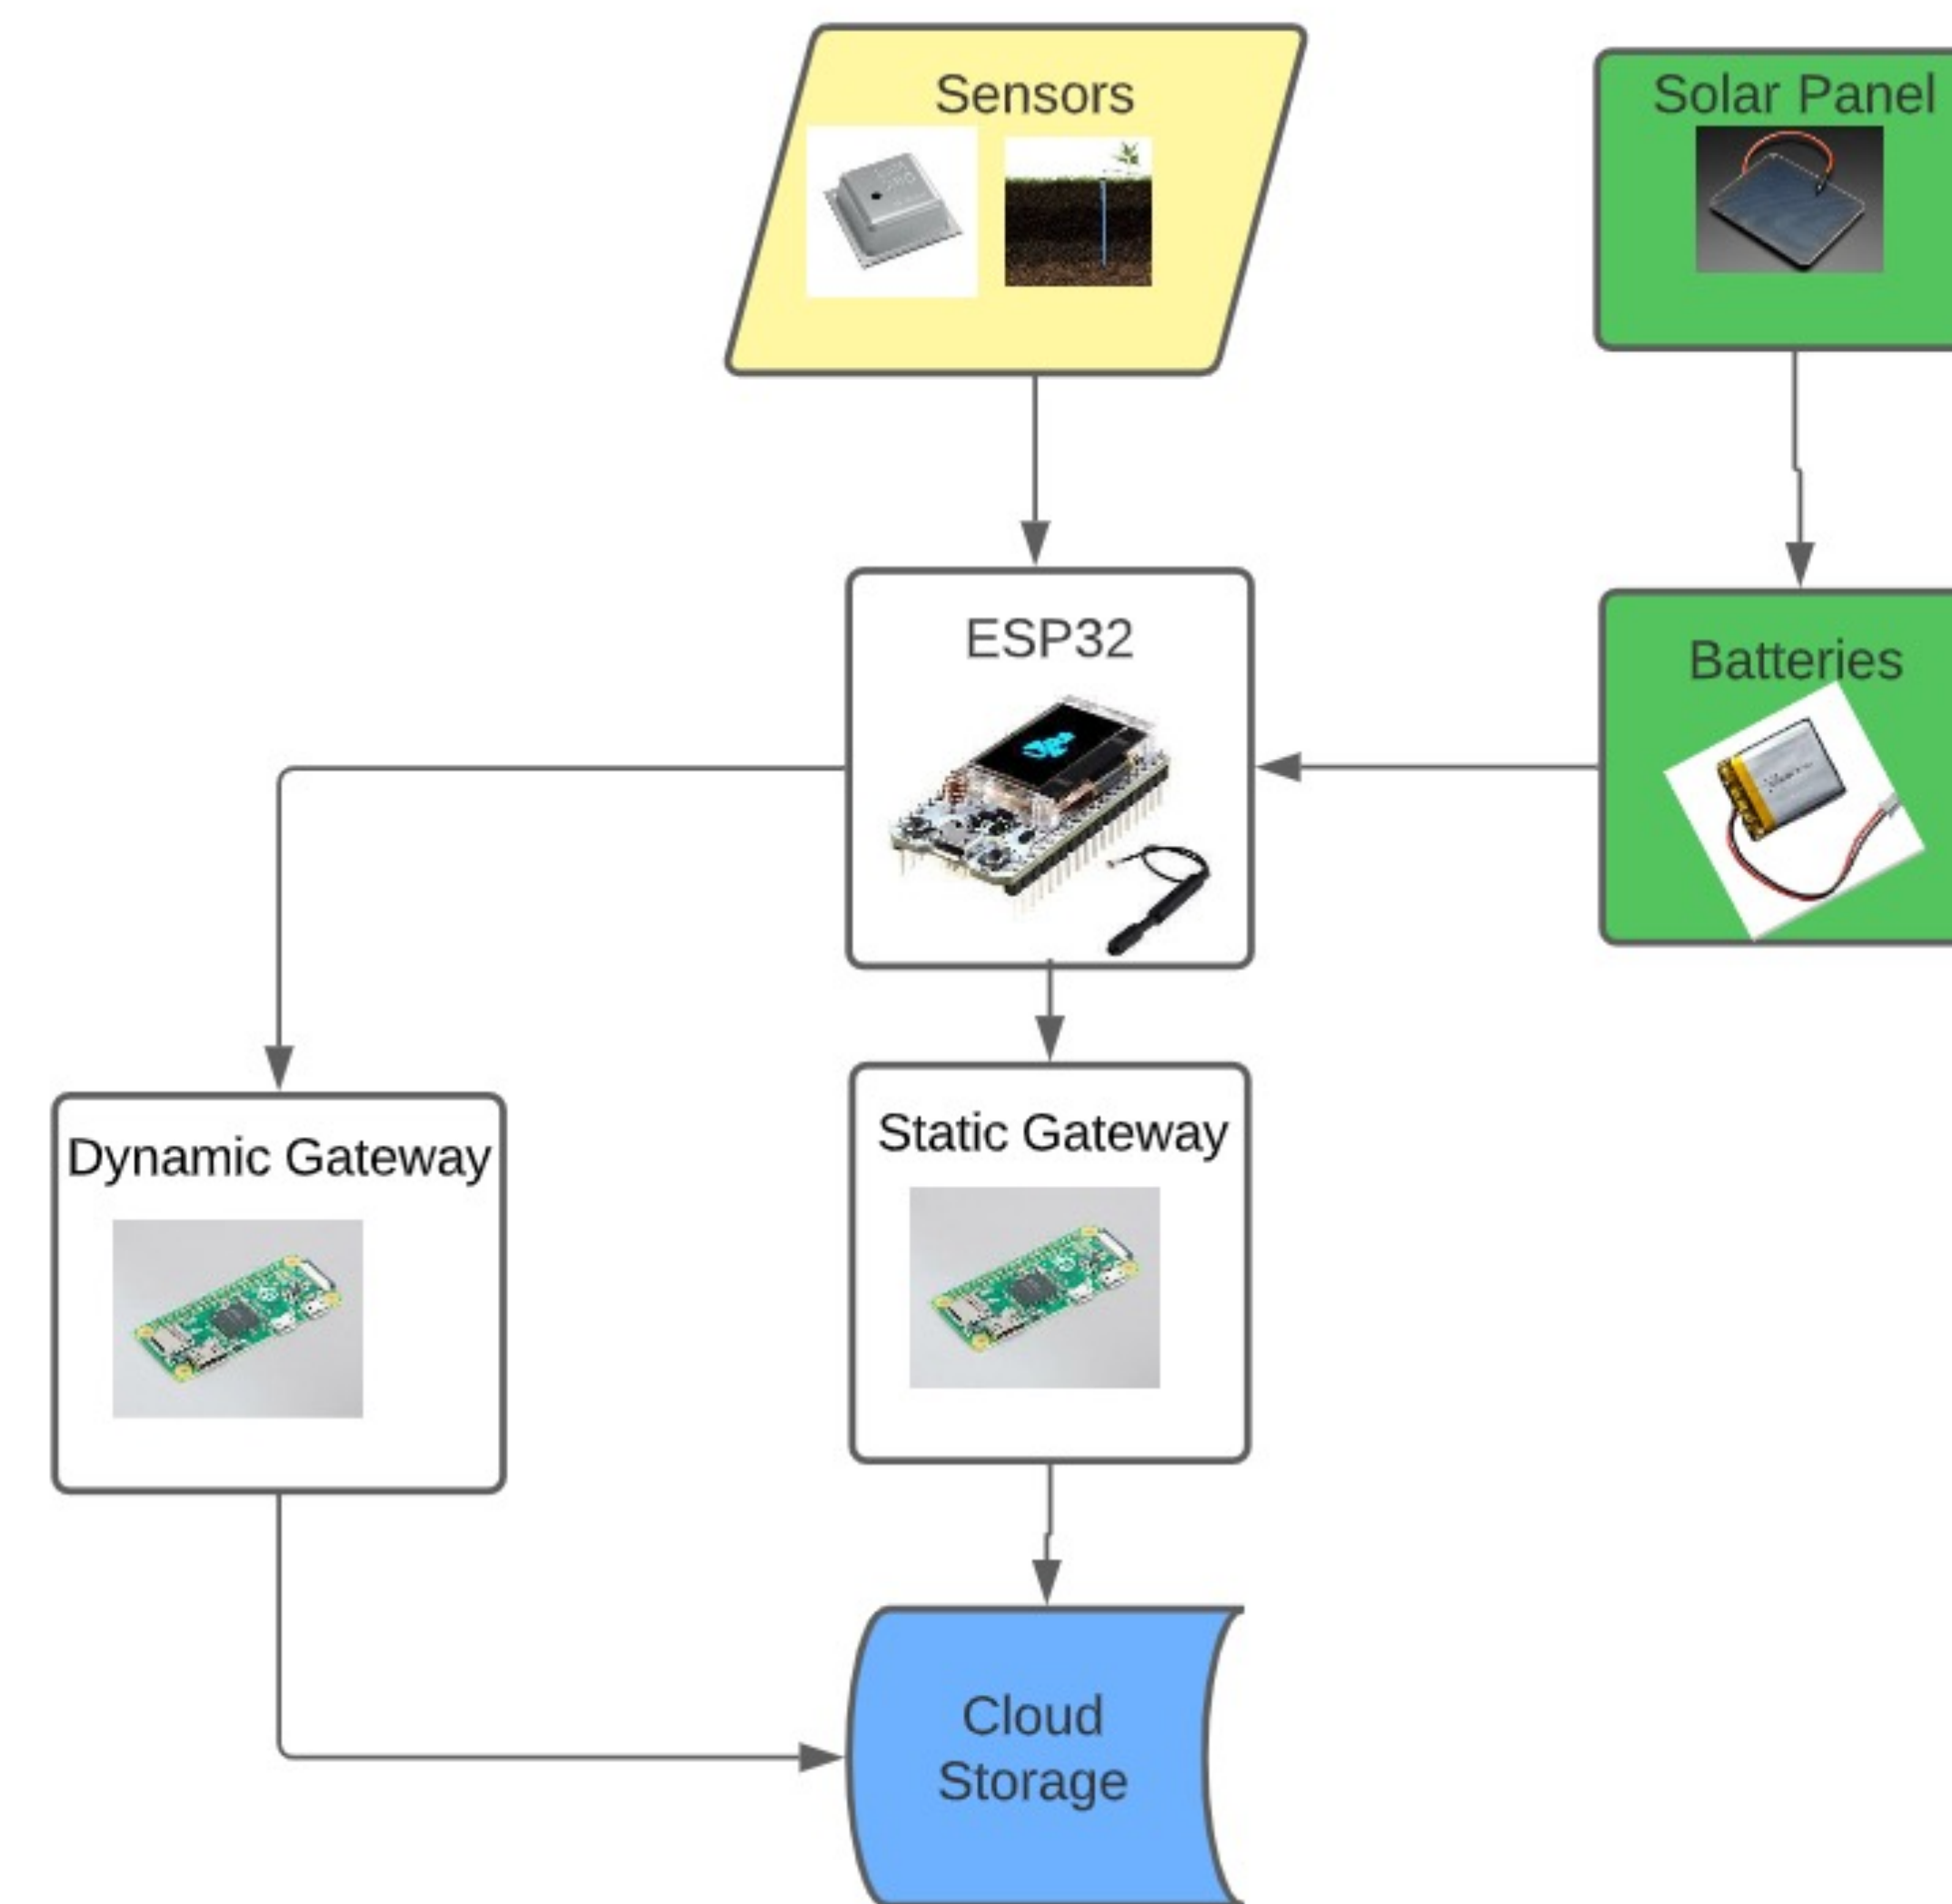 Sensors
Solar Panel
ESP32
Batteries
Dynamic Gateway
Static Gateway
Cloud
Storage